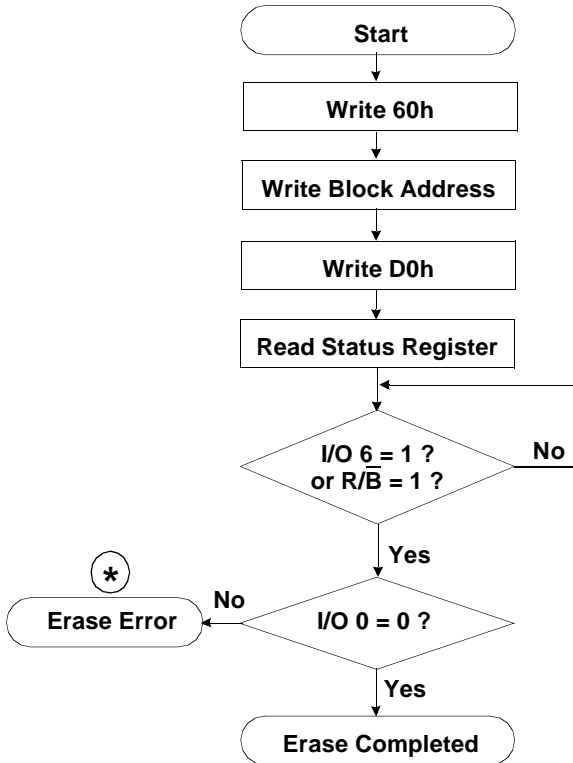 Start
Write 60h
Write Block Address
Write D0h
Read Status Register
I/O 6 = 1 ?
or R/B̅ = 1 ?
No
Yes
*
No
Erase Error
I/O 0 = 0 ?
Yes
Erase Completed